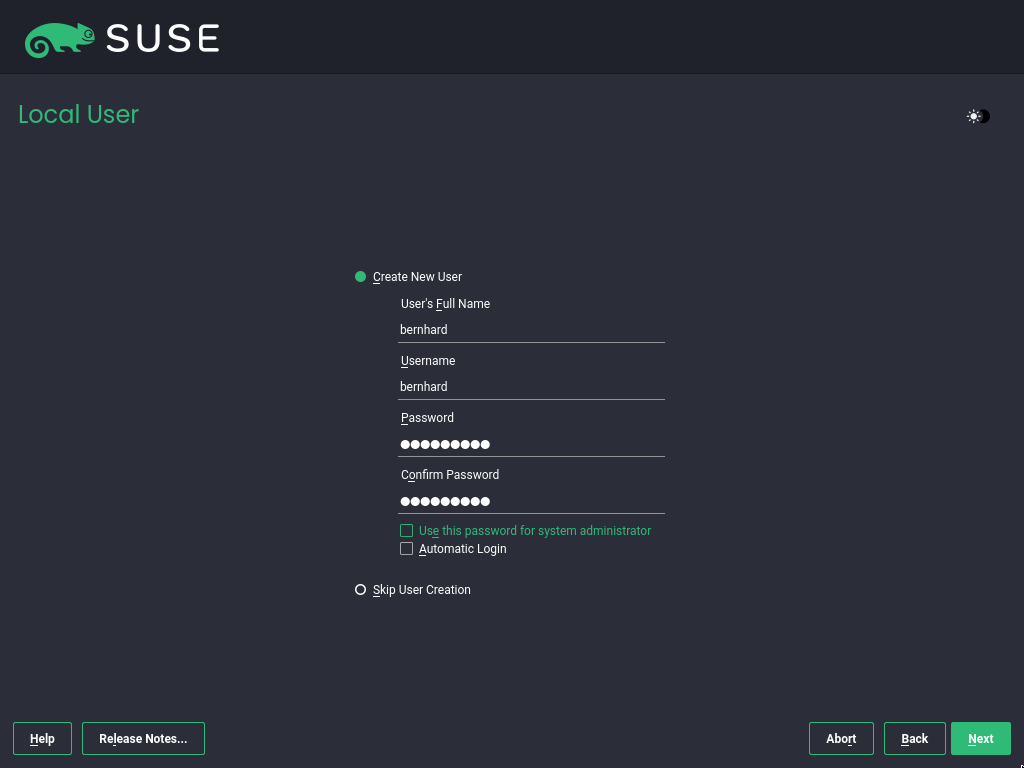 SUSE
Local User
Create New User
User's Full Name
bernhard
Username
bernhard
Password
●●●●●●●●●
Confirm Password
●●●●●●●●●
Use this password for system administrator
Automatic Login
Skip User Creation
Help Release Notes... Abort Back Next